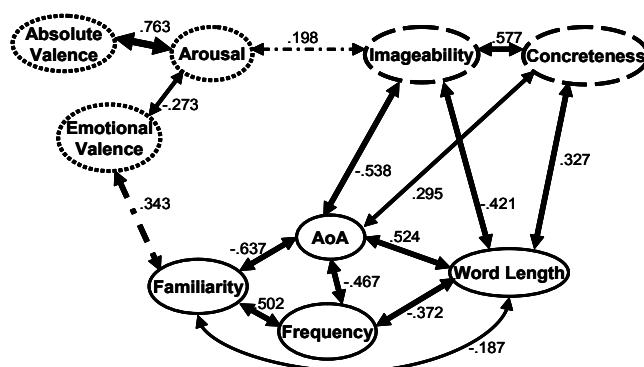 Absolute
Valence
.763
Arousal
.198
Imageability
.577
Concreteness
-.273
Emotional
Valence
.343
-.538
.295
-.421
.327
-.637
AoA
.524
Familiarity
-.467
Word Length
.502
Frequency
-.372
-.187